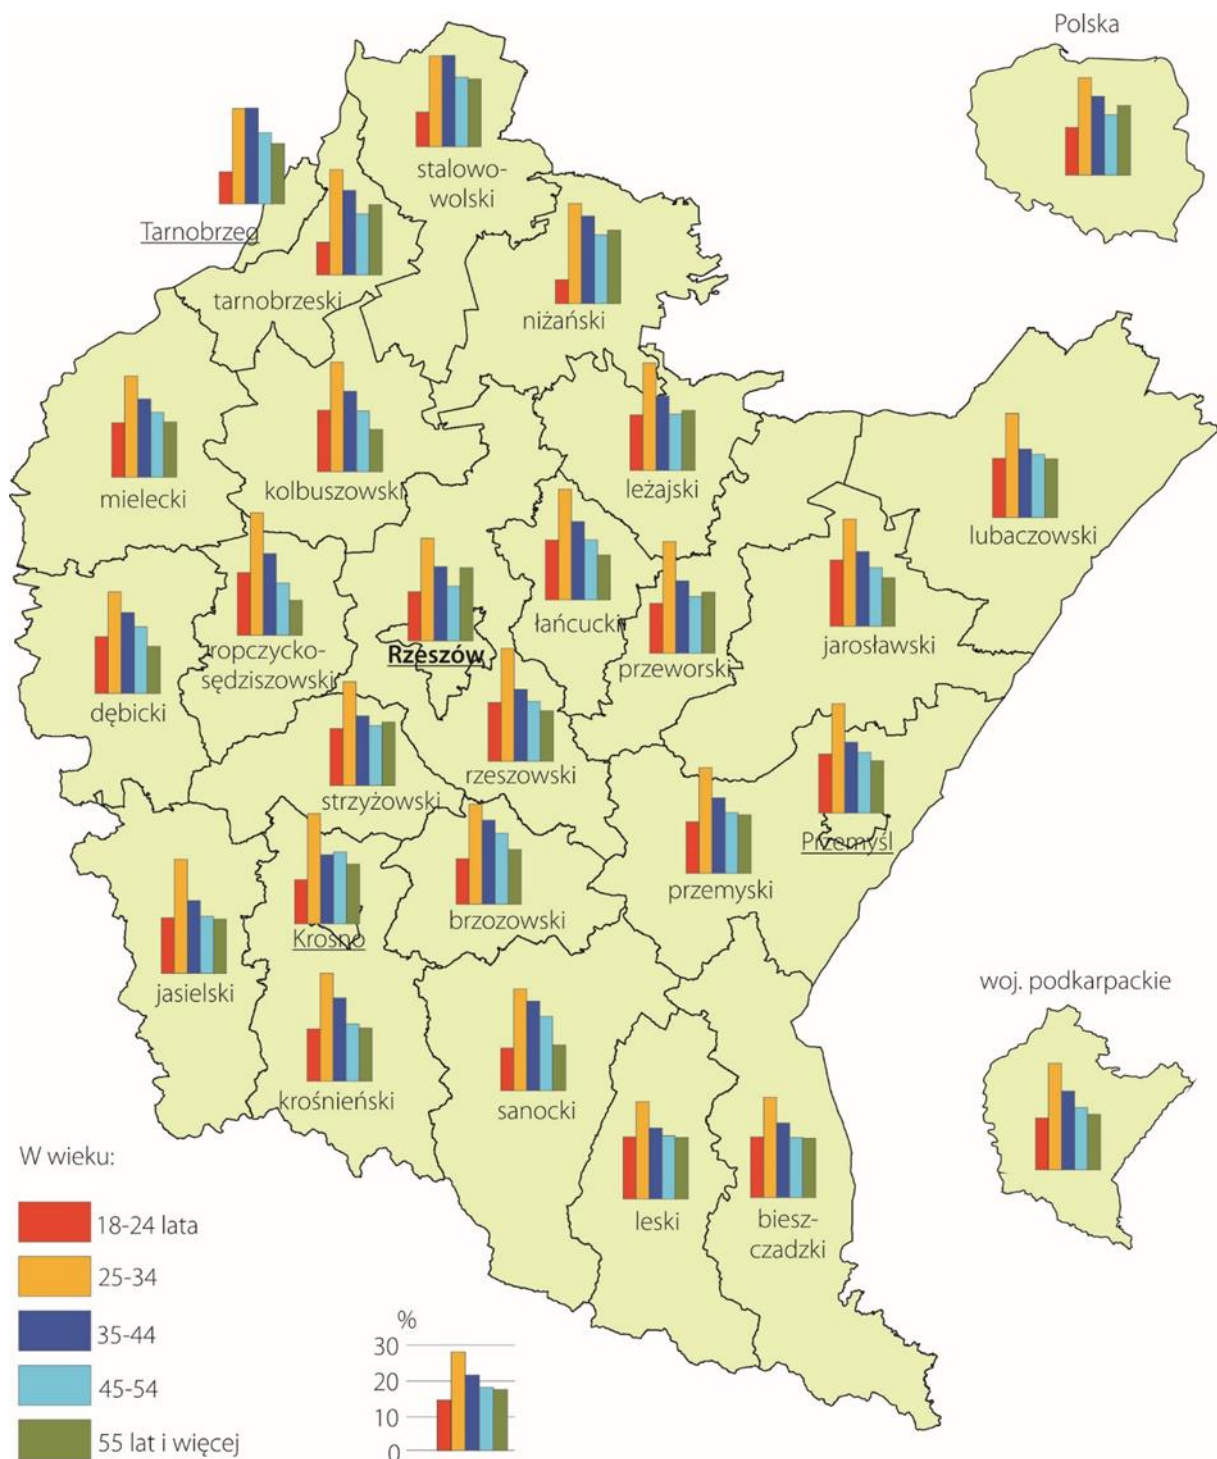 Polska
stalowo-
wolski
Tarnobrzeg
tarnobrzeski
niżański
mielecki
kolbuszowski
leżajski
lubaczowski
ropczycko-
sędziszowski
Rzeszów
łańcucki
przeworski
jarosławski
dębicki
strzyżowski
rzeszowski
Przemyśl
przemyski
brzozowski
Krosno
jasielski
krośnieński
sanocki
woj. podkarpackie
leski
biesz-
czadzki
W wieku:
18-24 lata
25-34
35-44
45-54
55 lat i więcej
%
30
20
10
0